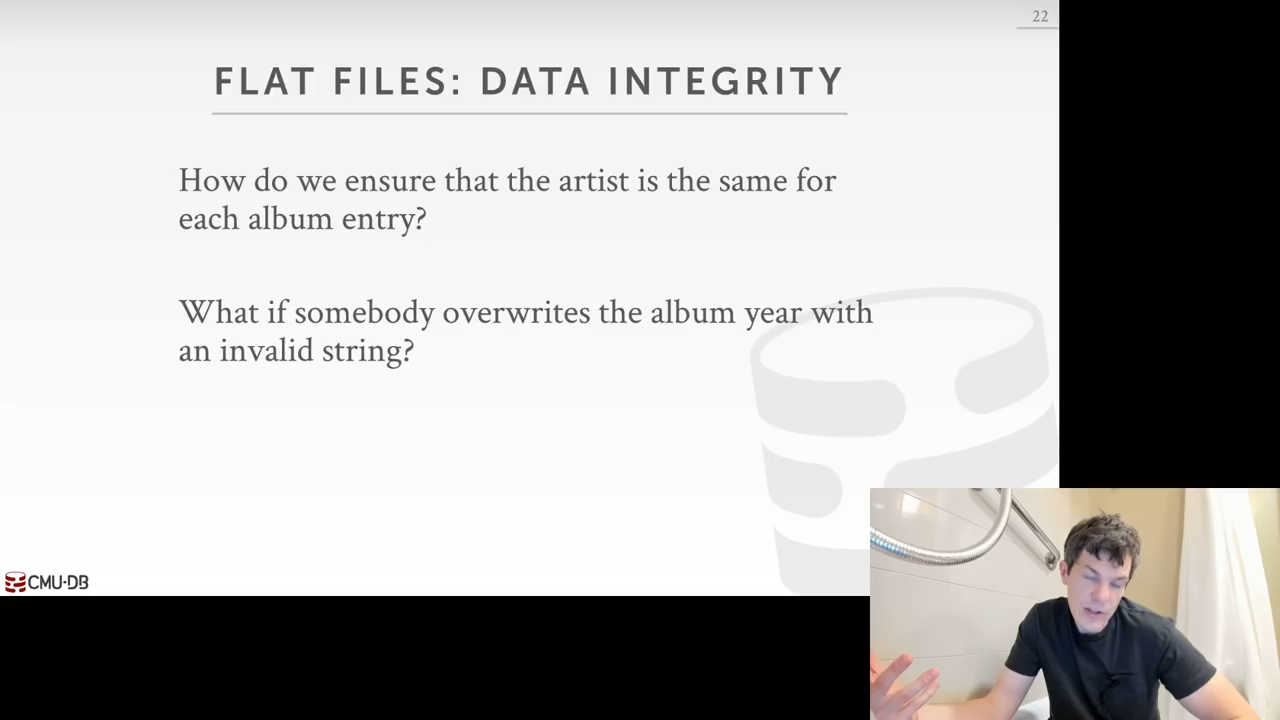 22
FLAT FILES: DATA INTEGRITY
How do we ensure that the artist is the same for
each album entry?
What if somebody overwrites the album year with
an invalid string?
CMU·DB